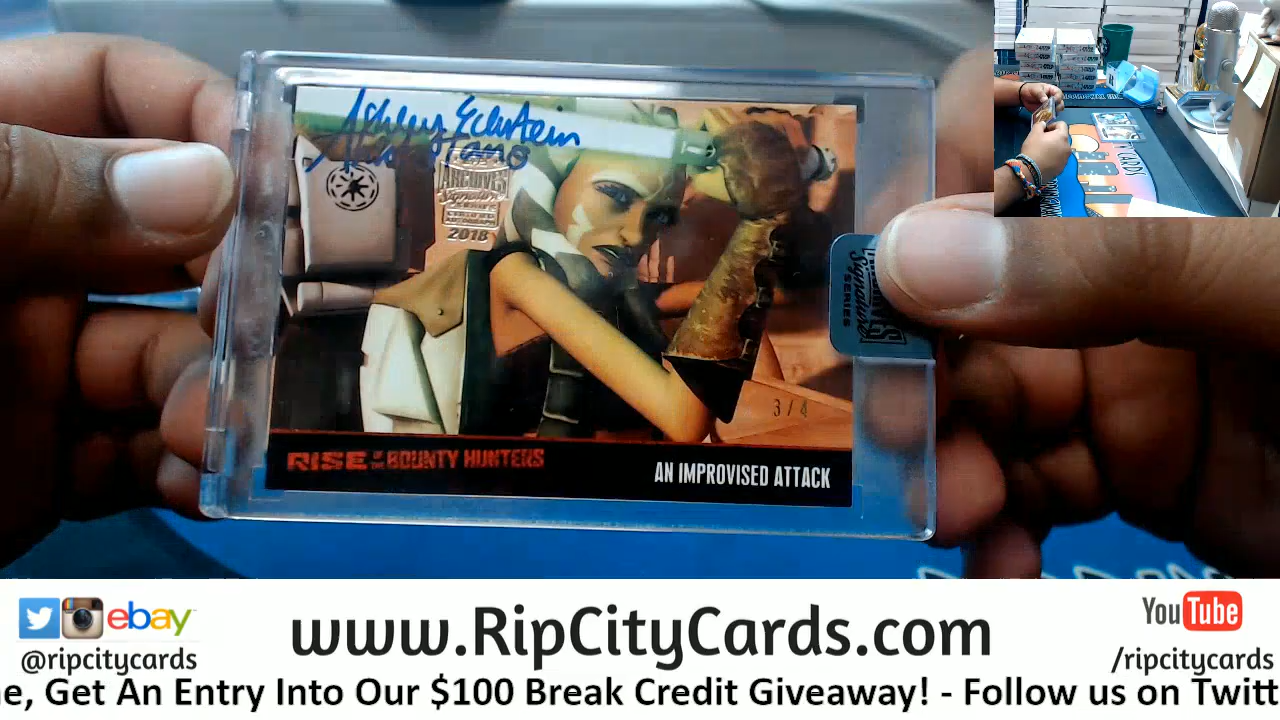 Ashley Eckstein
Ahsoka Tano
ARCHIVES
Signature
2018
Signature
SERIES
3/4
RISE OF THE BOUNTY HUNTERS
AN IMPROVISED ATTACK
ebay
@ripcitycards
www.RipCityCards.com
YouTube
/ripcitycards
e, Get An Entry Into Our $100 Break Credit Giveaway! - Follow us on Twitt